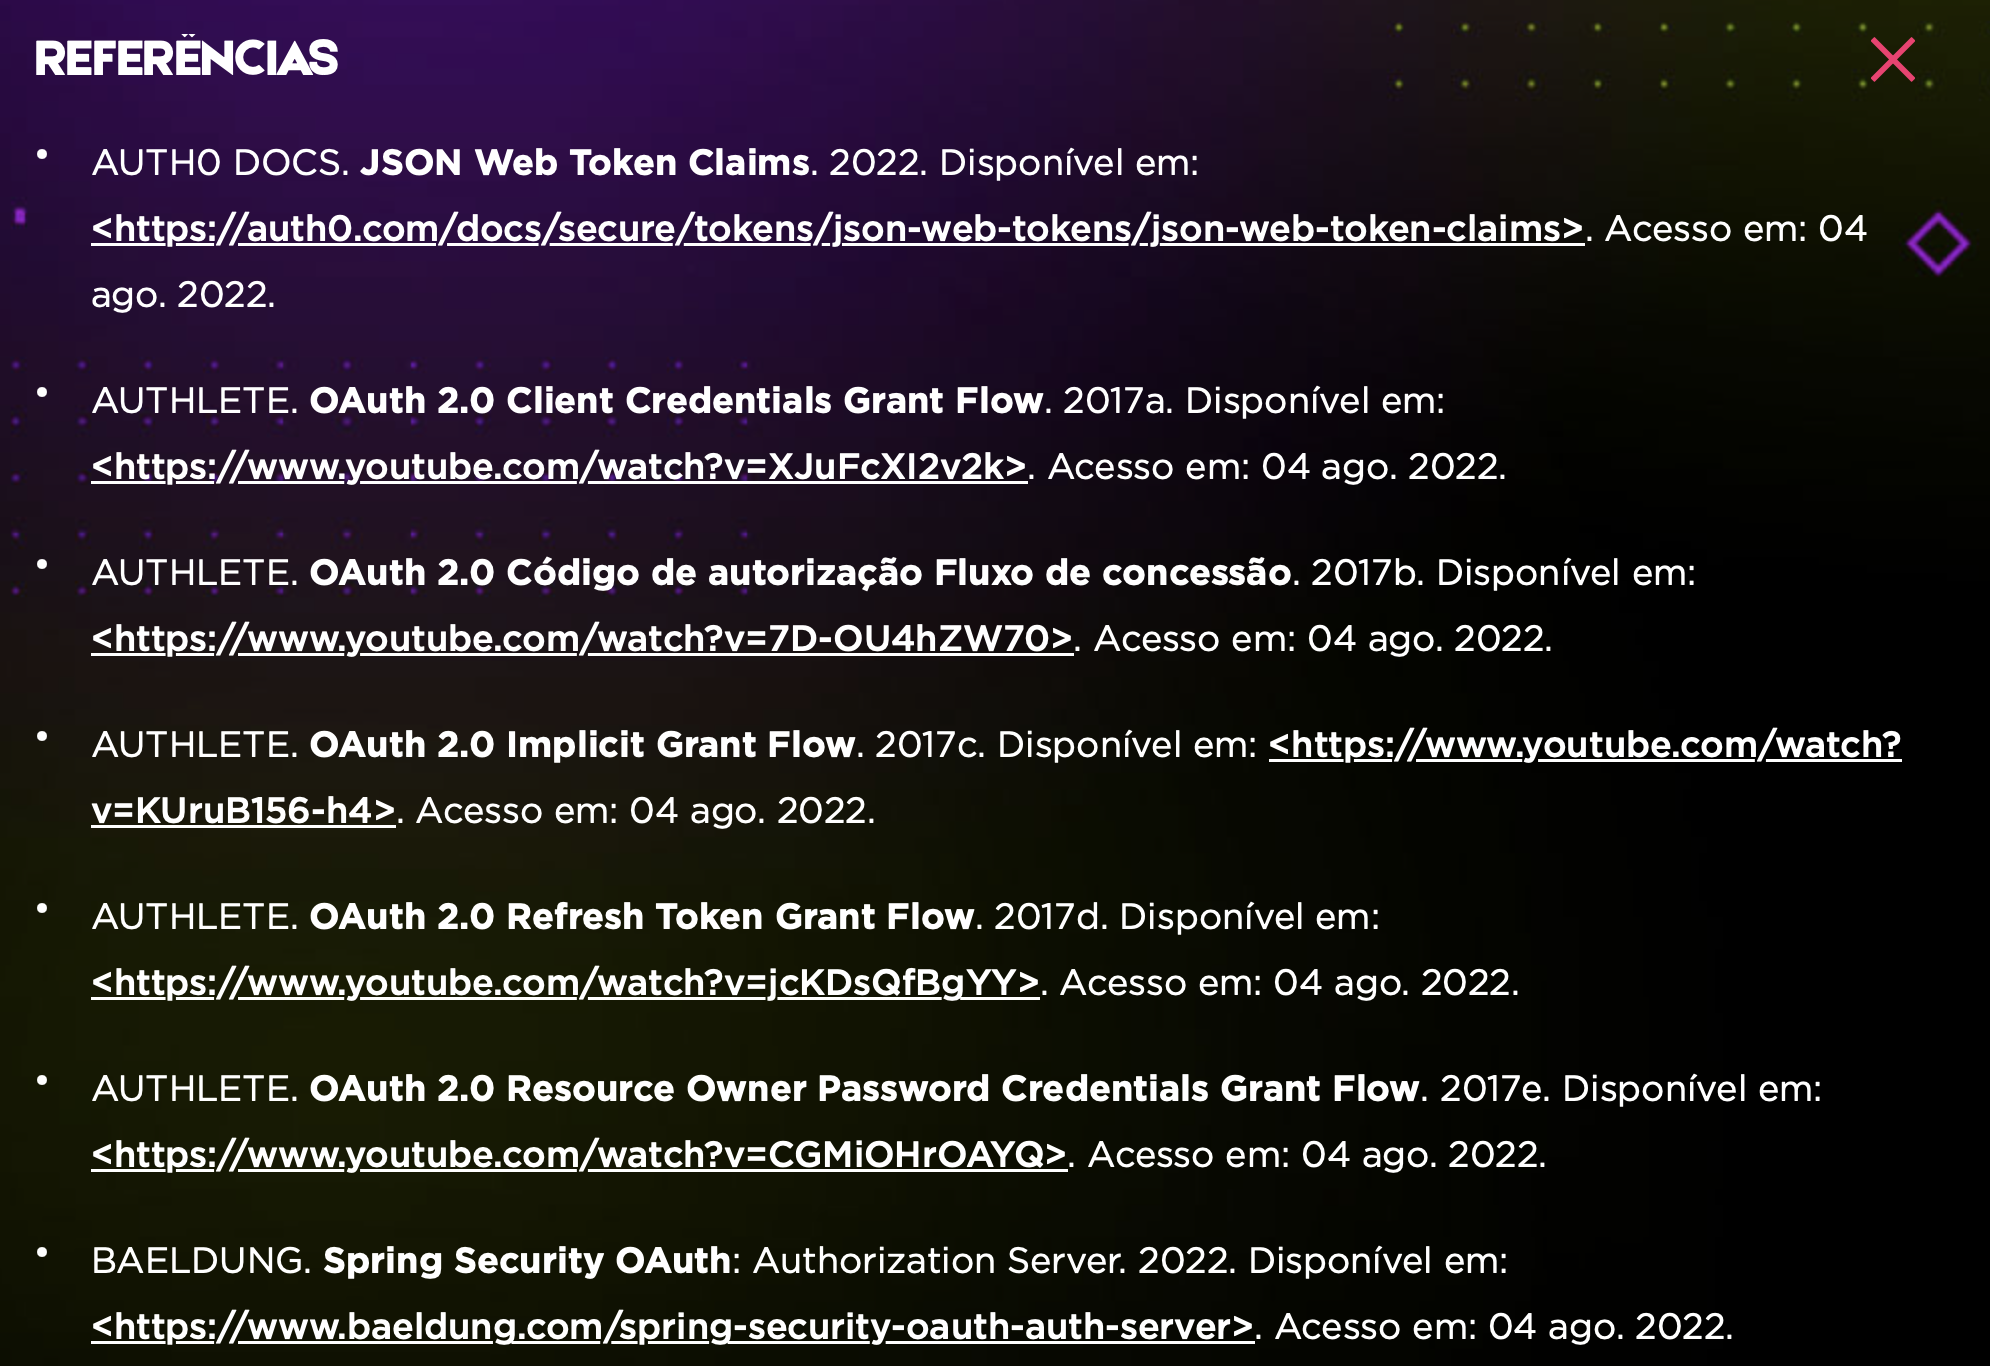 REFERÊNCIAS
• AUTH0 DOCS. JSON Web Token Claims. 2022. Disponível em:
<https://auth0.com/docs/secure/tokens/json-web-tokens/json-web-token-claims>. Acesso em: 04
ago. 2022.
• AUTHLETE. OAuth 2.0 Client Credentials Grant Flow. 2017a. Disponível em:
<https://www.youtube.com/watch?v=XJuFcXI2v2k>. Acesso em: 04 ago. 2022.
• AUTHLETE. OAuth 2.0 Código de autorização Fluxo de concessão. 2017b. Disponível em:
<https://www.youtube.com/watch?v=7D-OU4hZW70>. Acesso em: 04 ago. 2022.
• AUTHLETE. OAuth 2.0 Implicit Grant Flow. 2017c. Disponível em: <https://www.youtube.com/watch?
v=KUruB156-h4>. Acesso em: 04 ago. 2022.
• AUTHLETE. OAuth 2.0 Refresh Token Grant Flow. 2017d. Disponível em:
<https://www.youtube.com/watch?v=jcKDsQfBgYY>. Acesso em: 04 ago. 2022.
• AUTHLETE. OAuth 2.0 Resource Owner Password Credentials Grant Flow. 2017e. Disponível em:
<https://www.youtube.com/watch?v=CGMiOHrOAYQ>. Acesso em: 04 ago. 2022.
• BAELDUNG. Spring Security OAuth: Authorization Server. 2022. Disponível em:
<https://www.baeldung.com/spring-security-oauth-auth-server>. Acesso em: 04 ago. 2022.